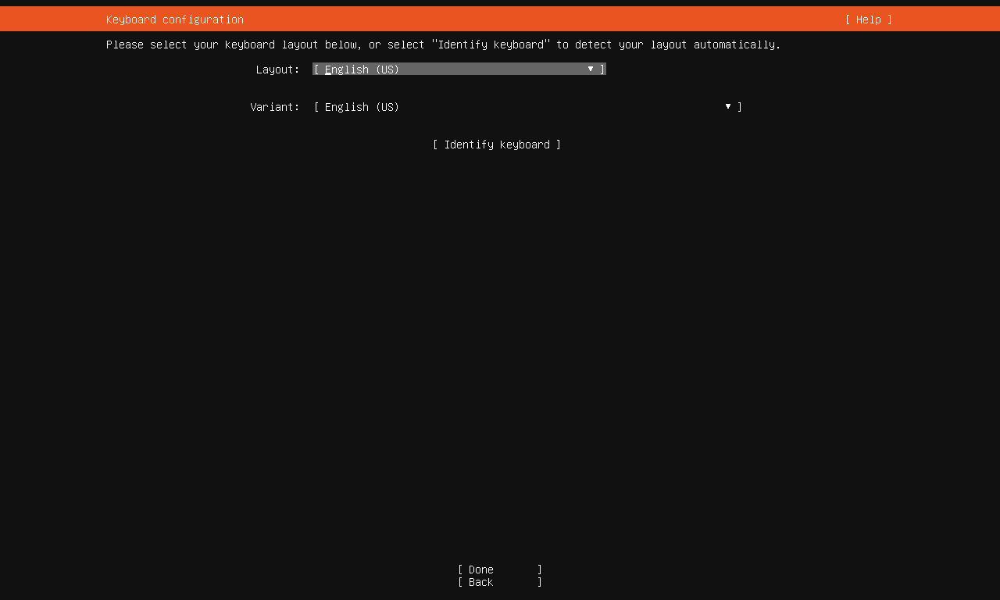 Keyboard configuration [ Help ]
Please select your keyboard layout below, or select "Identify keyboard" to detect your layout automatically.
Layout: [ English (US) ▼ ]
Variant: [ English (US) ▼ ]
[ Identify keyboard ]
[ Done ]
[ Back ]